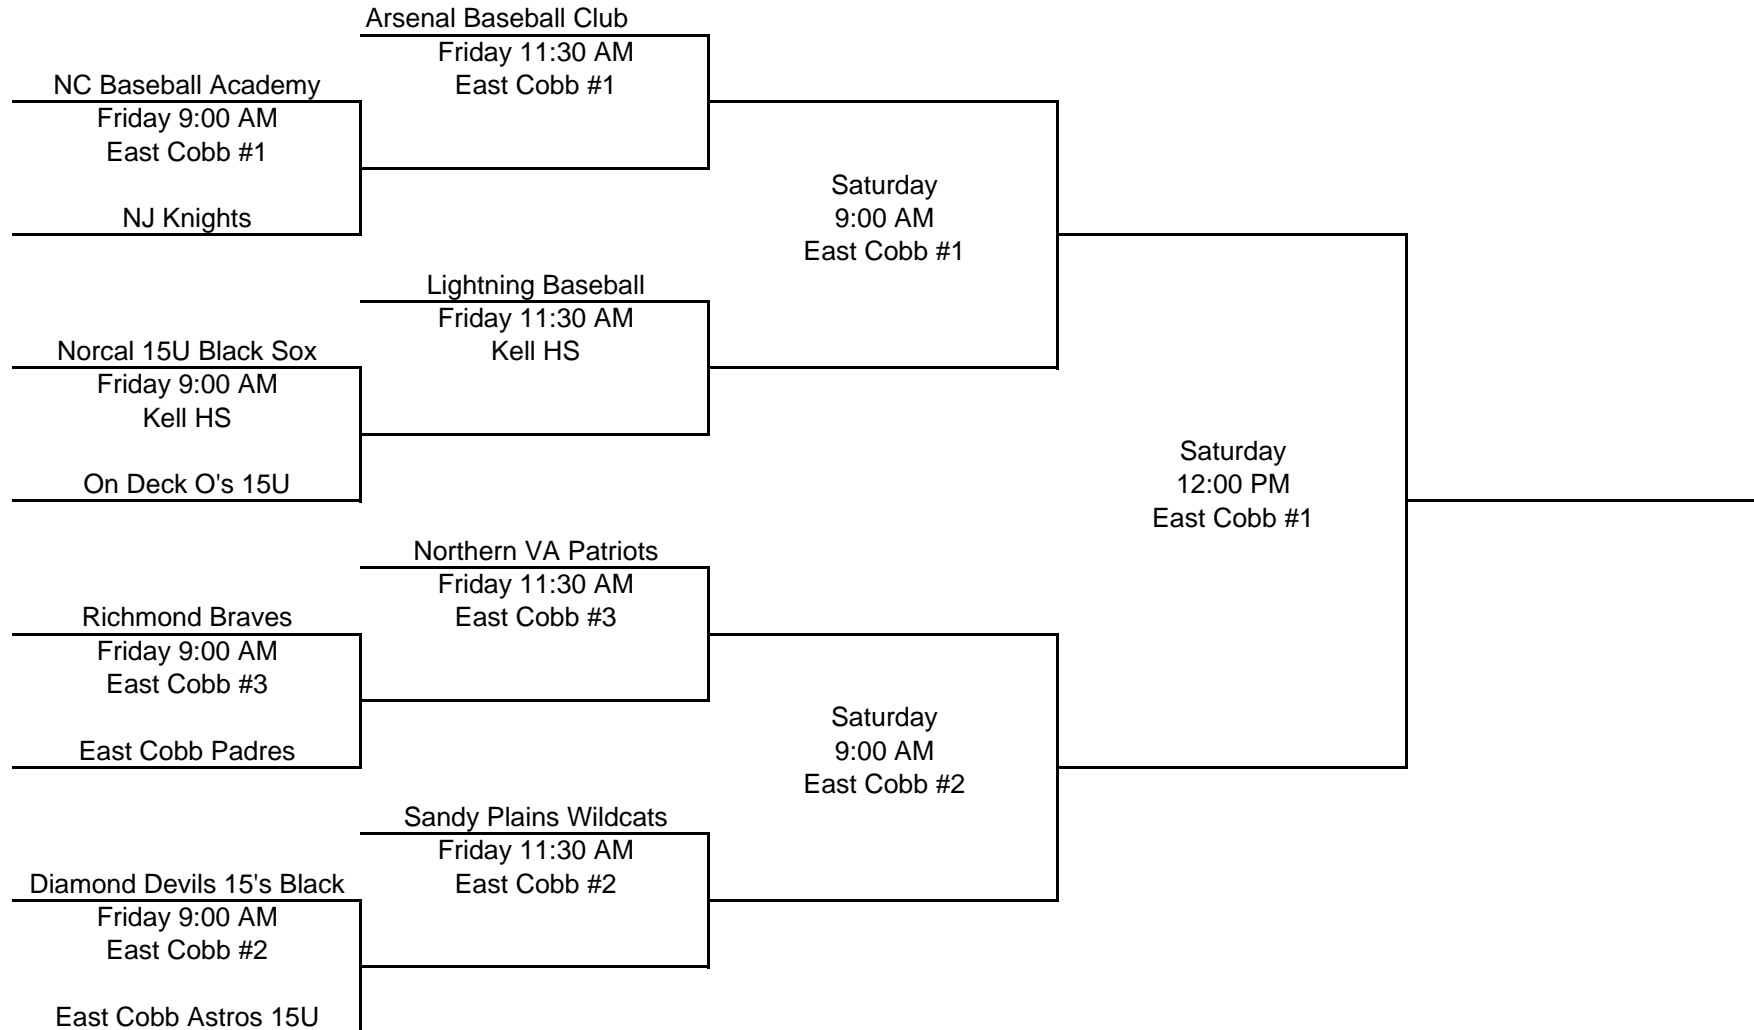 Arsenal Baseball Club
Friday 11:30 AM
East Cobb #1
NC Baseball Academy
Friday 9:00 AM
East Cobb #1
NJ Knights
Saturday
9:00 AM
East Cobb #1
Lightning Baseball
Friday 11:30 AM
Kell HS
Norcal 15U Black Sox
Friday 9:00 AM
Kell HS
On Deck O's 15U
Saturday
12:00 PM
East Cobb #1
Northern VA Patriots
Friday 11:30 AM
East Cobb #3
Richmond Braves
Friday 9:00 AM
East Cobb #3
East Cobb Padres
Saturday
9:00 AM
East Cobb #2
Sandy Plains Wildcats
Friday 11:30 AM
East Cobb #2
Diamond Devils 15's Black
Friday 9:00 AM
East Cobb #2
East Cobb Astros 15U